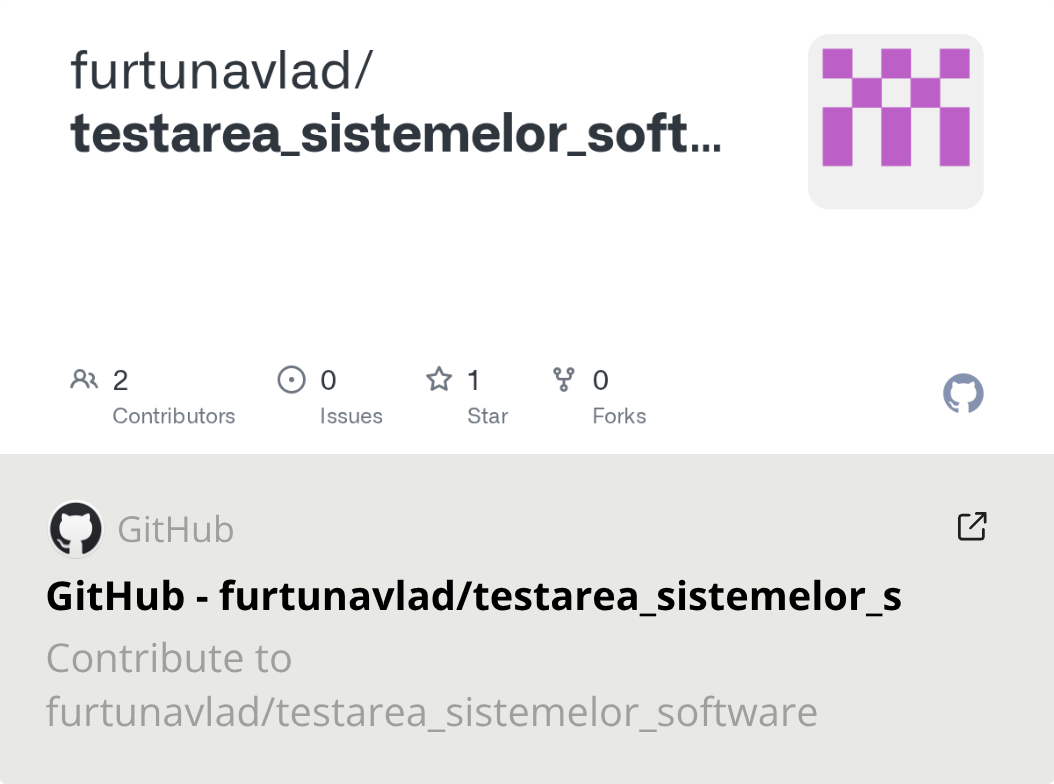 furtunavlad/
testarea_sistemelor_soft...
2 0 1 0
Contributors Issues Star Forks
GitHub
GitHub - furtunavlad/testarea_sistemelor_s
Contribute to
furtunavlad/testarea_sistemelor_software